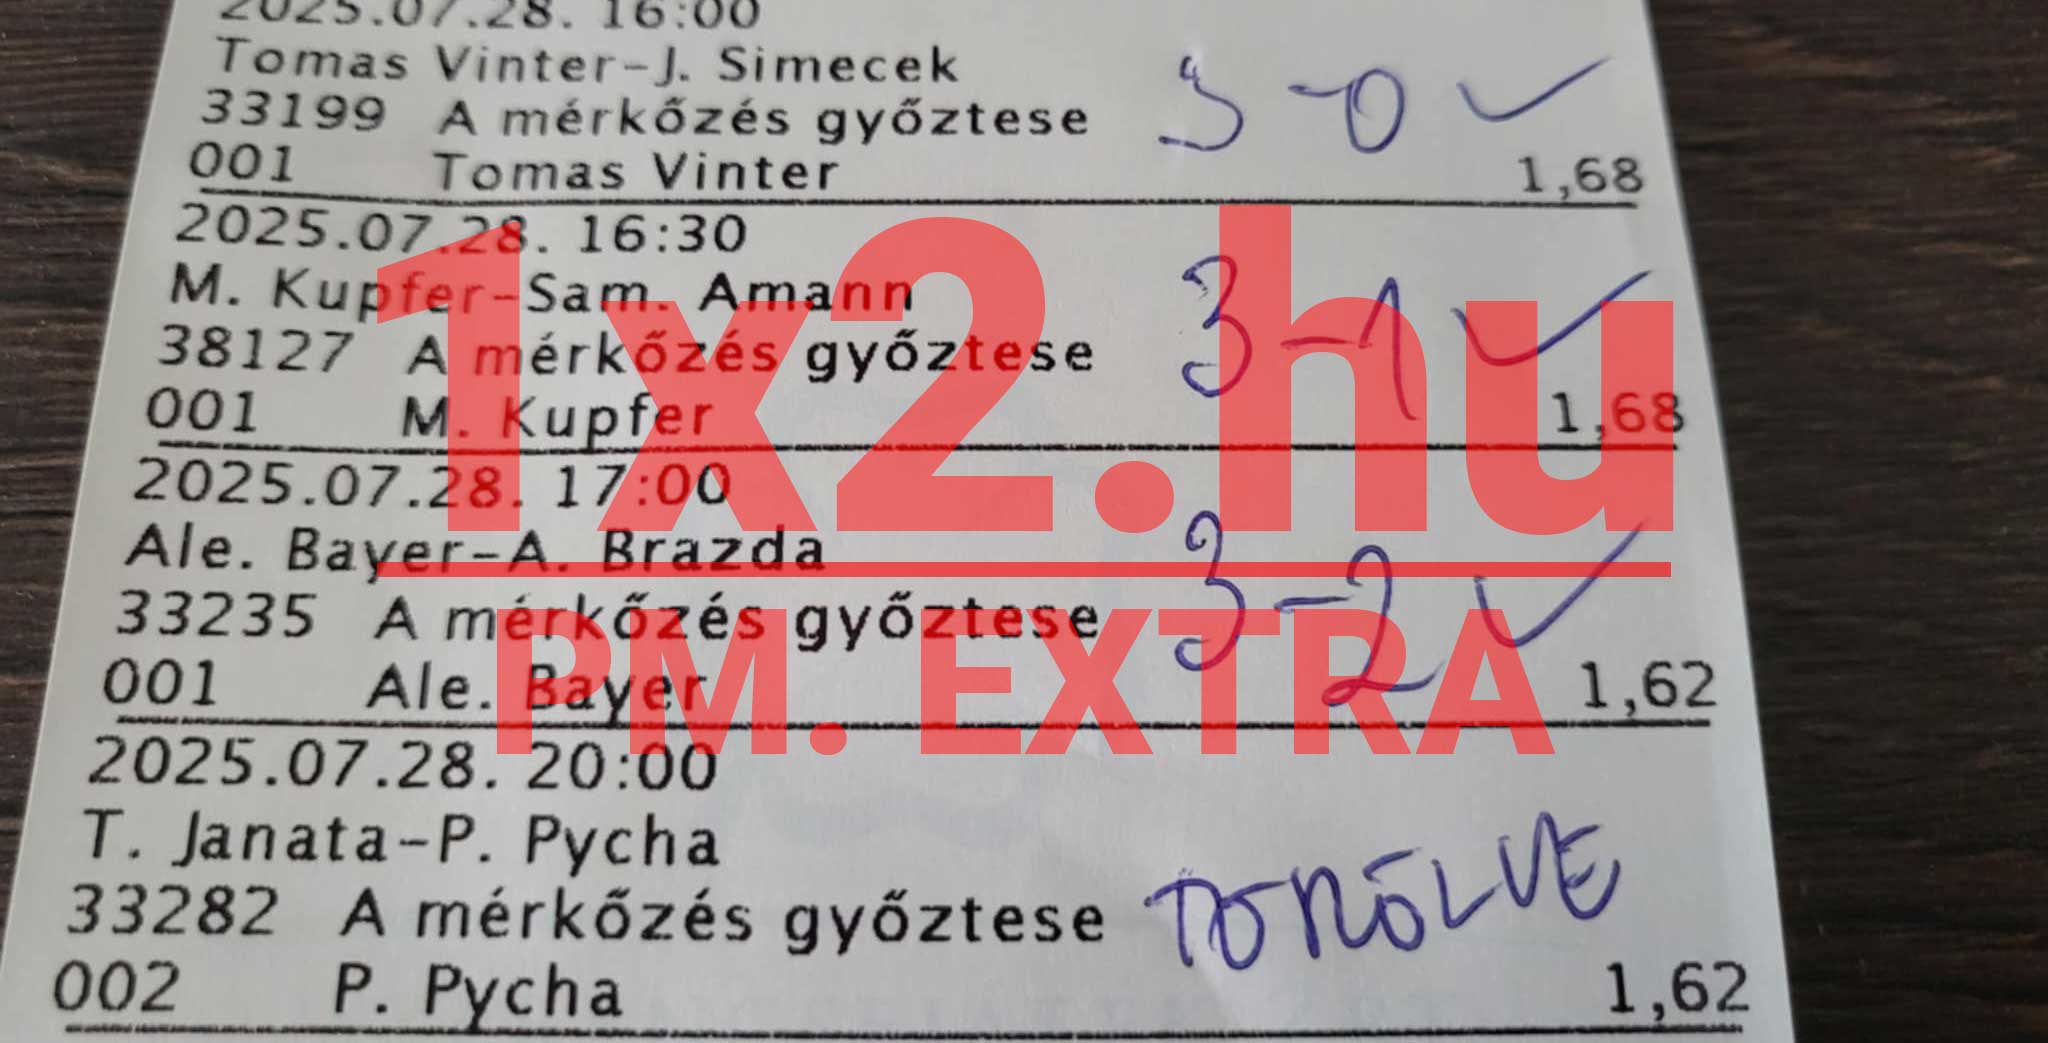 2025.07.28. 16:00
Tomas Vinter-J. Simecek
33199 A mérkőzés győztese 3-0 ✓
001 Tomas Vinter 1,68
2025.07.28. 16:30
M. Kupfer-Sam. Amann
38127 A mérkőzés győztese 3-1 ✓
001 M. Kupfer 1,68
2025.07.28. 17:00
Ale. Bayer-A. Brazda
33235 A mérkőzés győztese 3-2 ✓
001 Ale. Bayer 1,62
2025.07.28. 20:00
T. Janata-P. Pycha
33282 A mérkőzés győztese TÖRÖLVE
002 P. Pycha 1,62
1x2.hu
PM. EXTRA